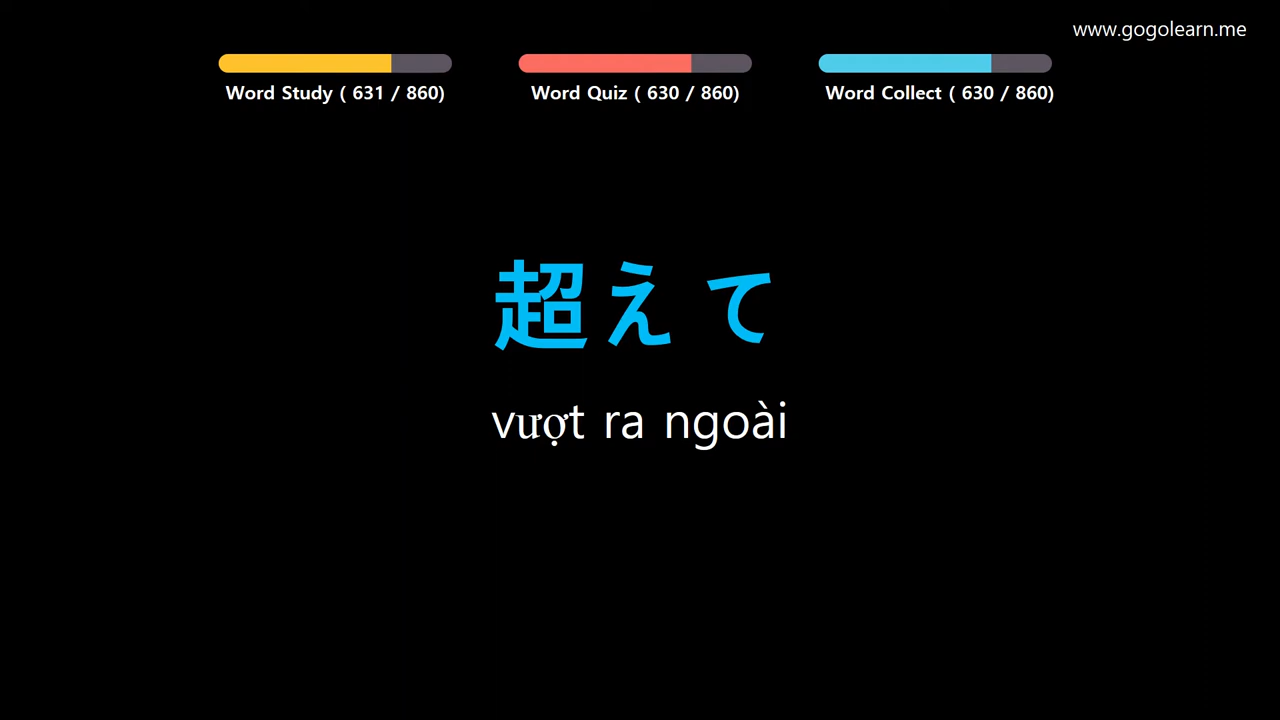 www.gogolearn.me
Word Study ( 631 / 860)
Word Quiz ( 630 / 860)
Word Collect ( 630 / 860)
超えて
vượt ra ngoài